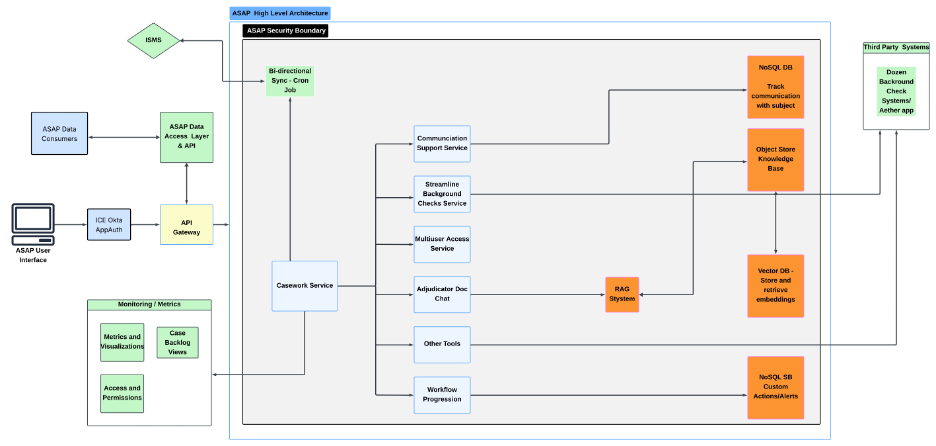 ASAP High Level Architecture
ASAP Security Boundary
ISMS
Bi-directional
Sync - Cron
Job
NoSQL DB
Track
communication
with subject
Third Party Systems
Dozen
Backround
Check
Systems/
Aether app
ASAP Data
Consumers
ASAP Data
Access Layer
& API
Communciation
Support Service
Object Store
Knowledge
Base
Streamline
Background
Checks Service
ICE Okta
AppAuth
API
Gateway
ASAP User
Interface
Multiuser Access
Service
Casework Service
Adjudicator Doc
Chat
RAG
Stystem
Vector DB -
Store and
retrieve
embeddings
Monitoring / Metrics
Metrics and
Visualizations
Case
Backlog
Views
Other Tools
Access and
Permissions
Workflow
Progression
NoSQL SB
Custom
Actions/Alerts